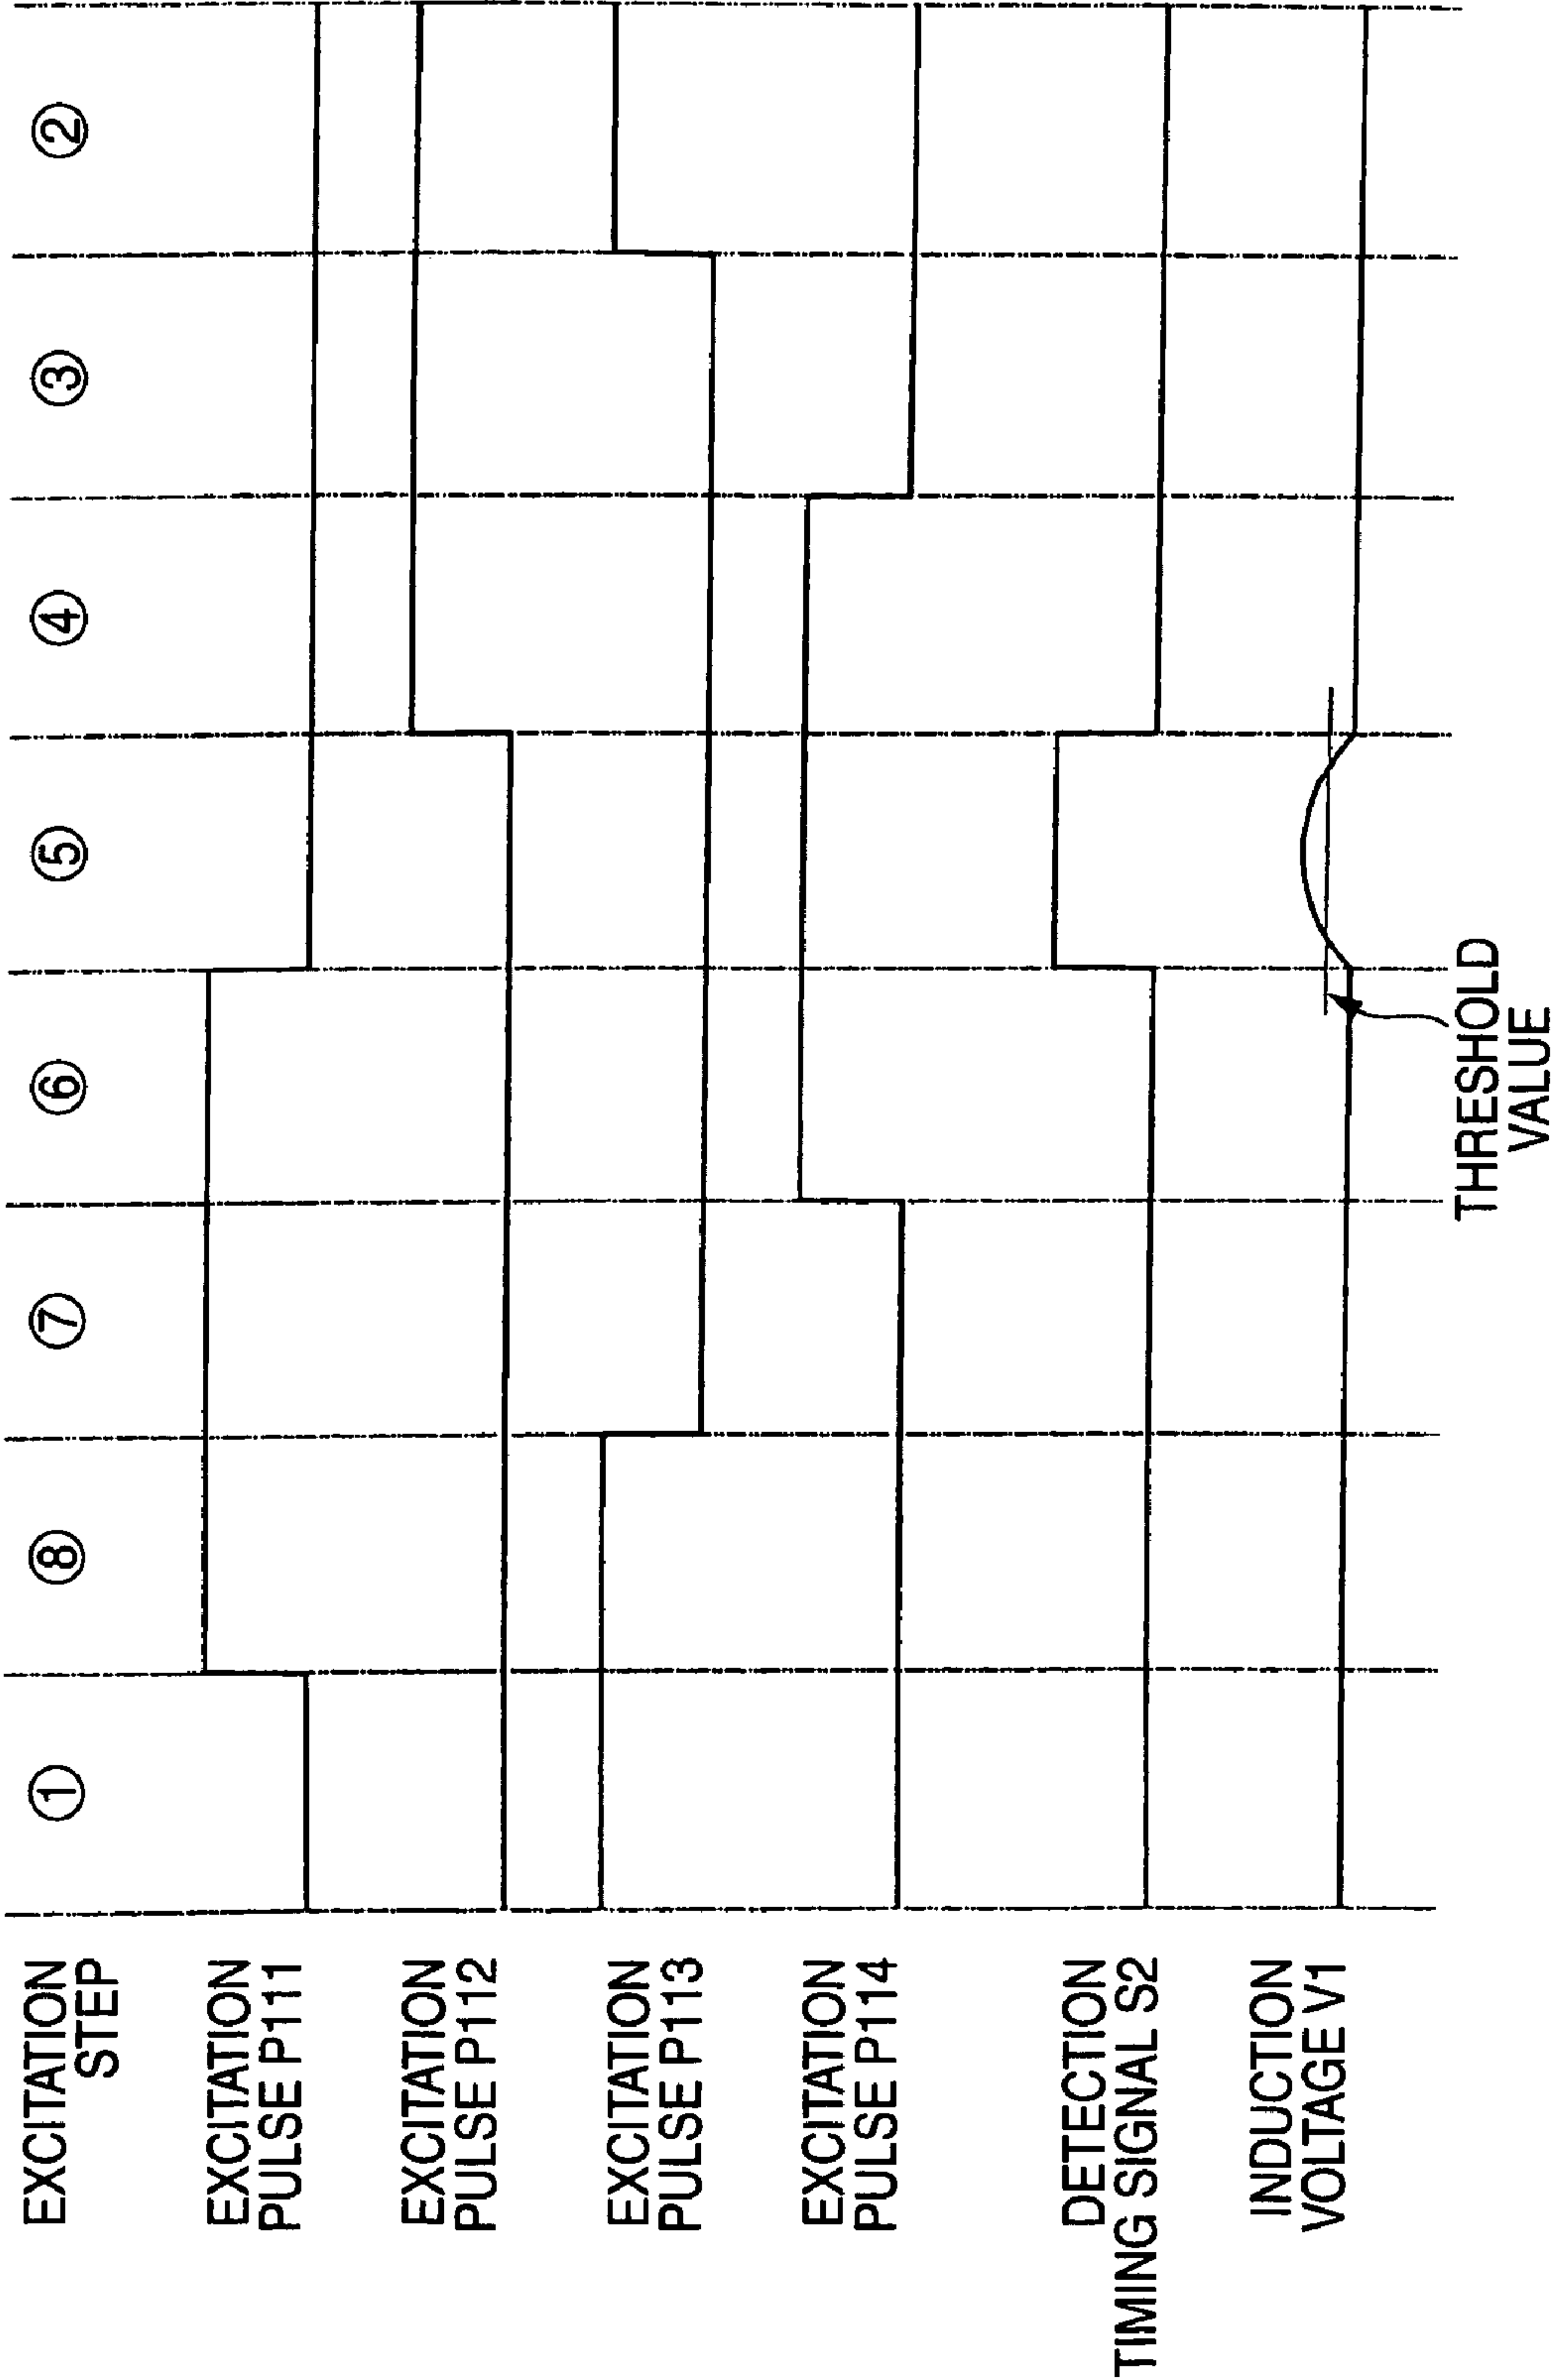 EXCITATION
STEP
① ⑧ ⑦ ⑥ ⑤ ④ ③ ②
EXCITATION
PULSE P111
EXCITATION
PULSE P112
EXCITATION
PULSE P113
EXCITATION
PULSE P114
DETECTION
TIMING SIGNAL S2
INDUCTION
VOLTAGE V1
THRESHOLD
VALUE